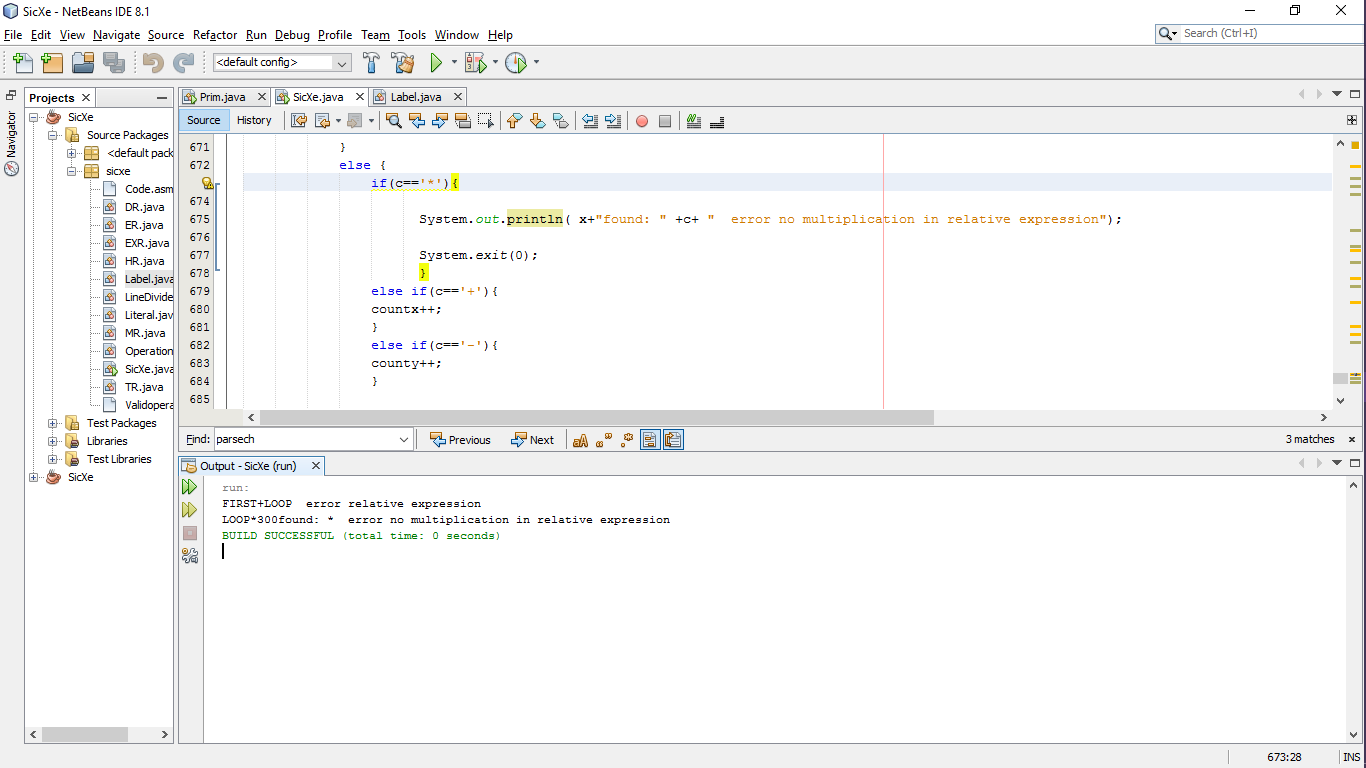 SicXe - NetBeans IDE 8.1
File Edit View Navigate Source Refactor Run Debug Profile Team Tools Window Help
Search (Ctrl+I)
<default config>
Navigator
Projects
SicXe
Source Packages
<default pack
sicxe
Code.asm
DR.java
ER.java
EXR.java
HR.java
Label.java
LineDivide
Literal.jav
MR.java
Operation
SicXe.java
TR.java
Validopera
Test Packages
Libraries
Test Libraries
SicXe
Prim.java SicXe.java Label.java
Source History
671 }
672 else {
if(c=='*'){
674
675 System.out.println( x+"found: " +c+ "  error no multiplication in relative expression");
676
677 System.exit(0);
678 }
679 else if(c=='+'){
680 countx++;
681 }
682 else if(c=='-'){
683 county++;
684 }
685
Find: parsech Previous Next 3 matches
Output - SicXe (run)
run:
FIRST+LOOP  error relative expression
LOOP*300found: *  error no multiplication in relative expression
BUILD SUCCESSFUL (total time: 0 seconds)
673:28 INS